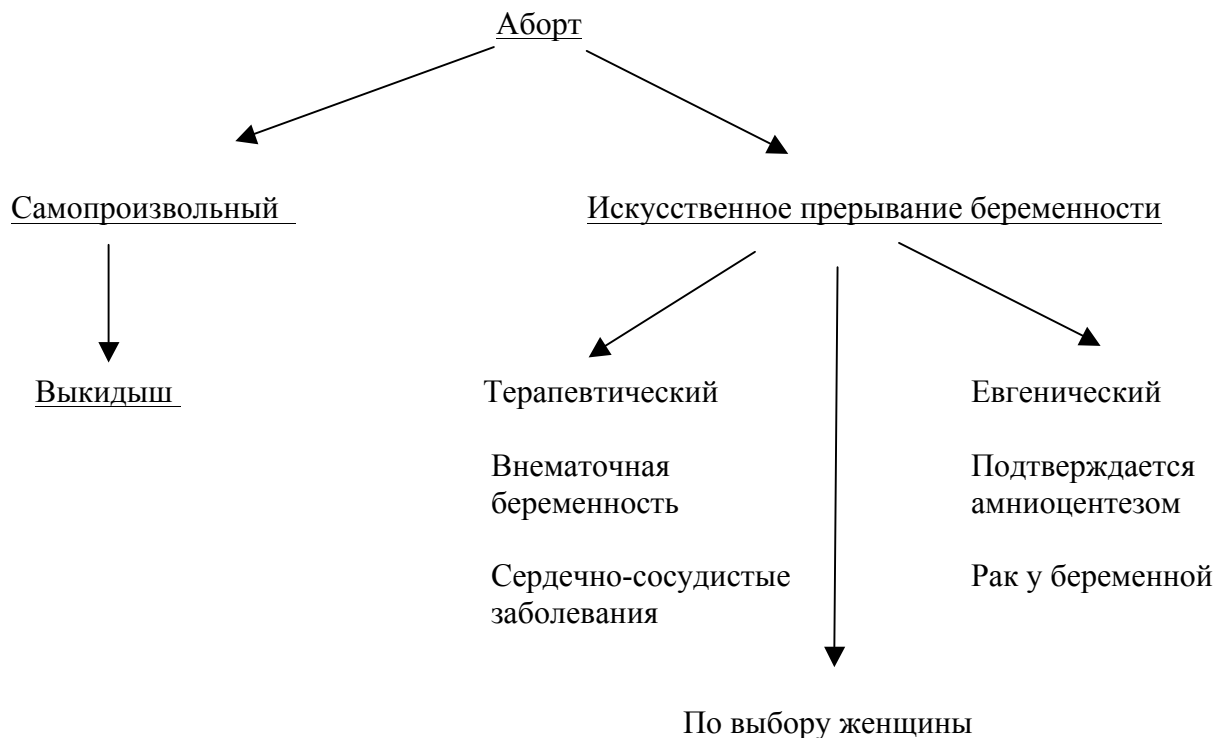 Аборт
Самопроизвольный
Искусственное прерывание беременности
Выкидыш
Терапевтический
Внематочная
беременность
Сердечно-сосудистые
заболевания
Евгенический
Подтверждается
амниоцентезом
Рак у беременной
По выбору женщины